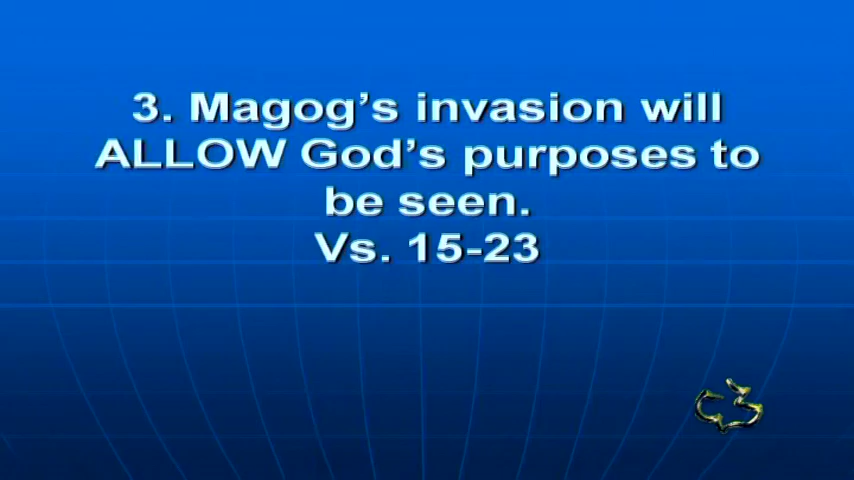 3. Magog’s invasion will
ALLOW God’s purposes to
be seen.
Vs. 15-23